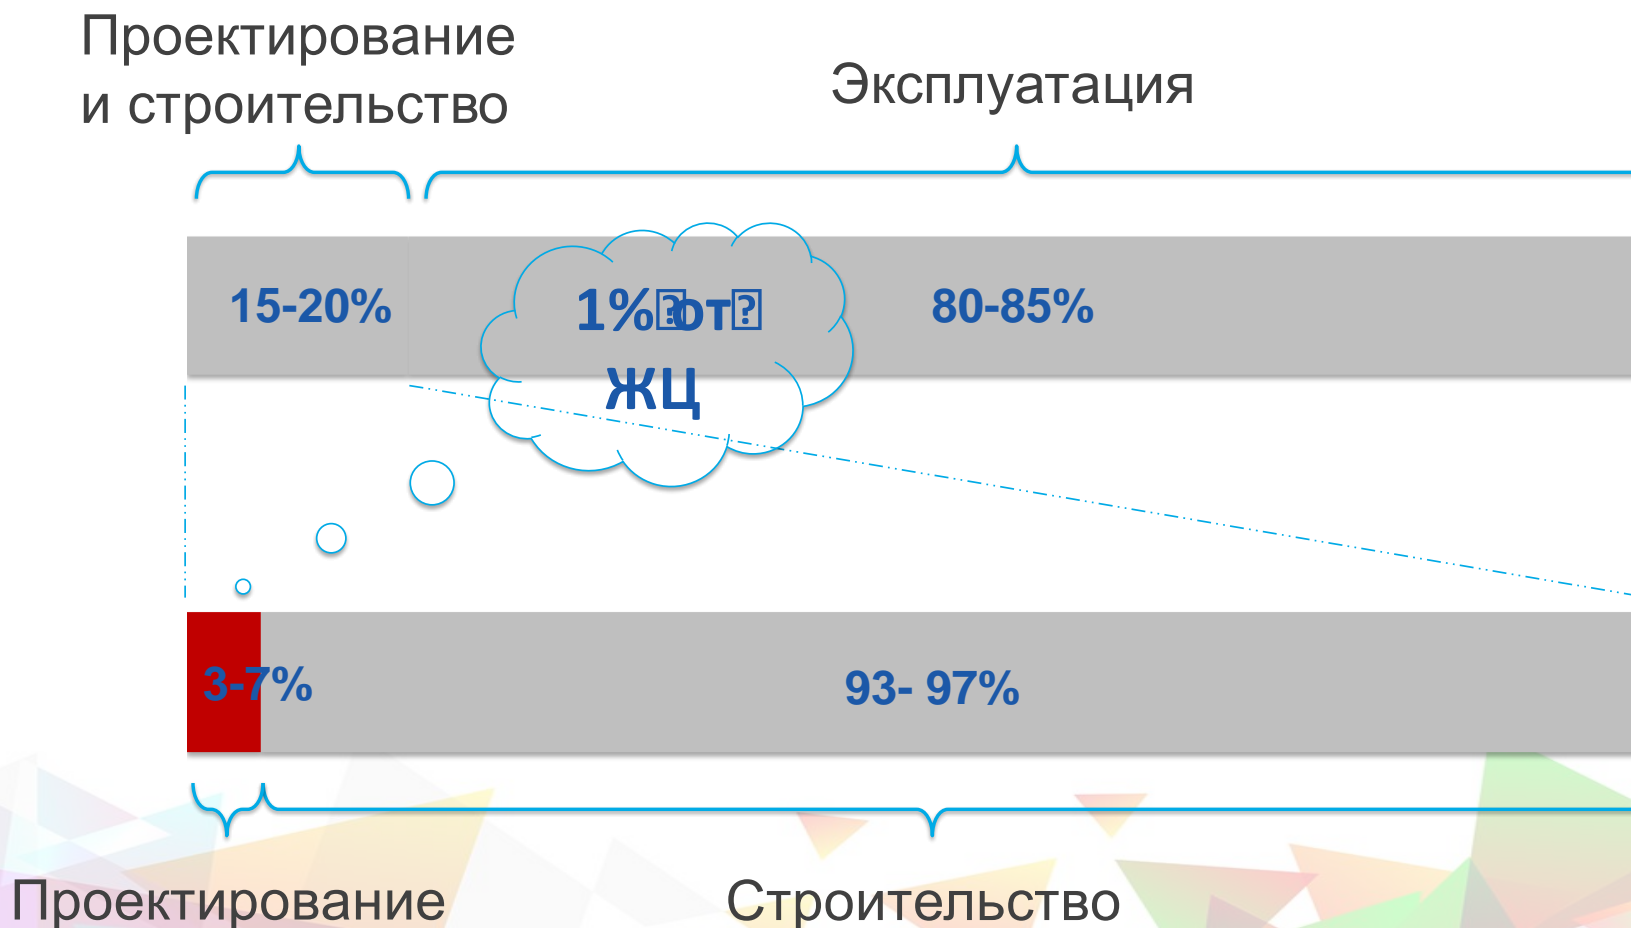 Проектирование
и строительство
Эксплуатация
15-20%
1% от
ЖЦ
80-85%
3-7%
93- 97%
Проектирование
Строительство